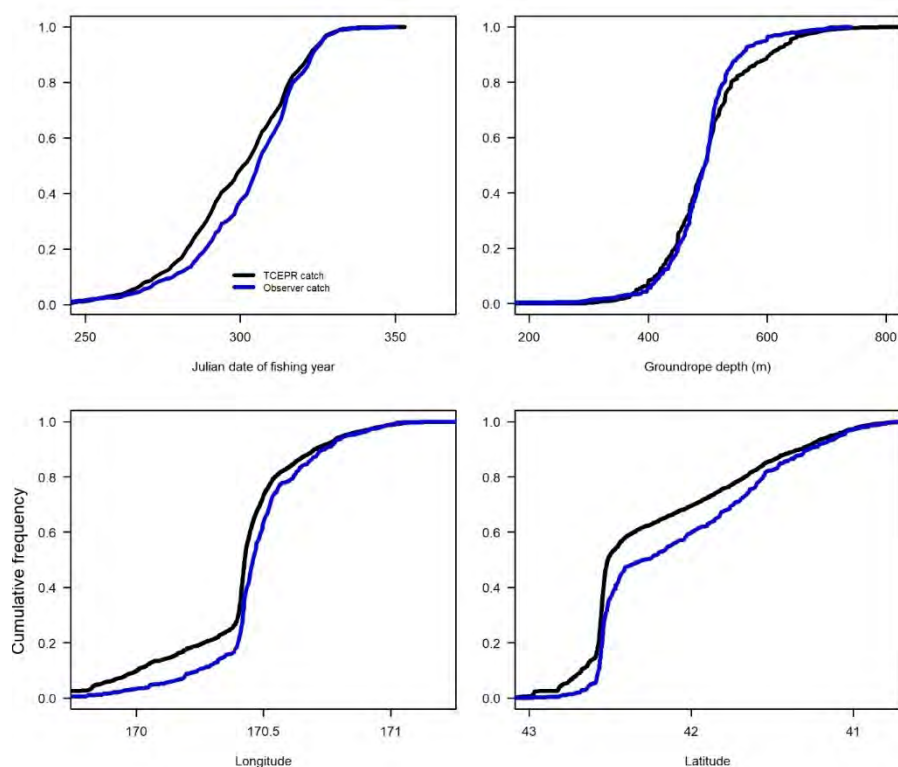 1.0
0.8
0.6
0.4
0.2
0.0
TCEPR catch
Observer catch
250 300 350
Julian date of fishing year
1.0
0.8
0.6
0.4
0.2
0.0
200 400 600 800
Groundrope depth (m)
Cumulative frequency
1.0
0.8
0.6
0.4
0.2
0.0
170 170.5 171
Longitude
1.0
0.8
0.6
0.4
0.2
0.0
43 42 41
Latitude